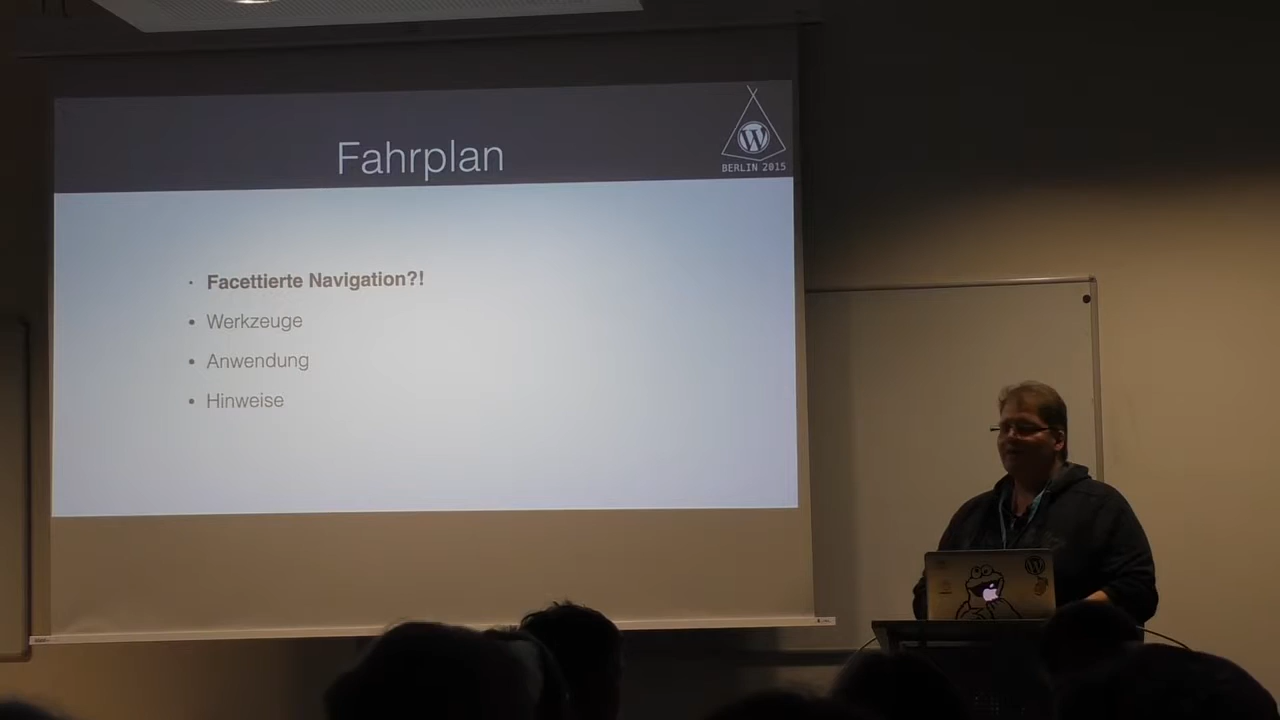 Fahrplan
W
BERLIN 2015
Facettierte Navigation?!
Werkzeuge
Anwendung
Hinweise